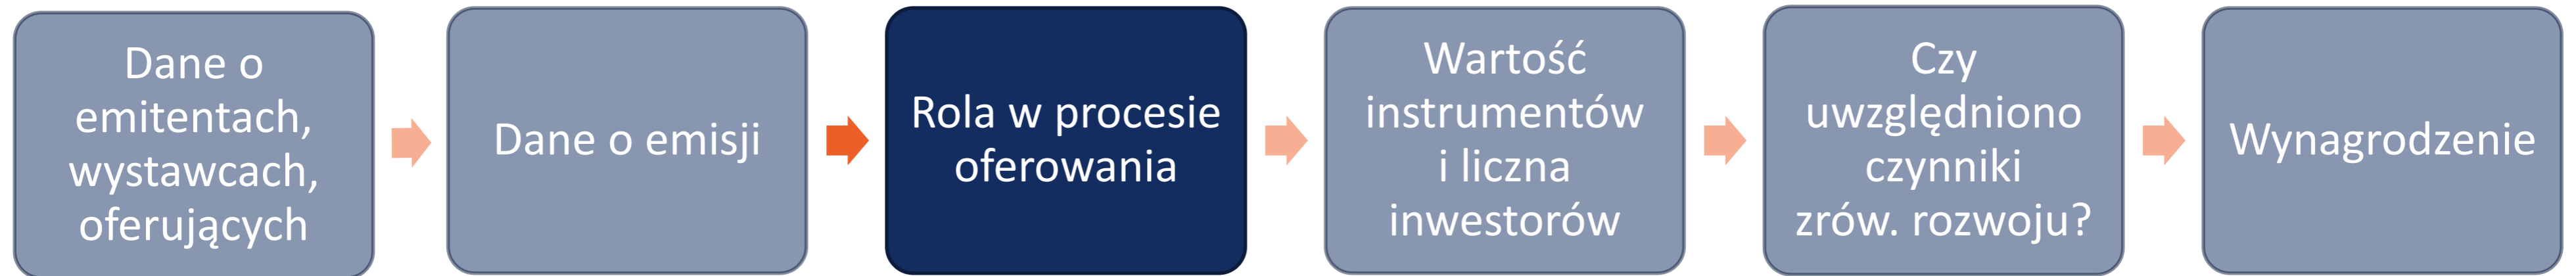 Dane o
emitentach,
wystawcach,
oferujących
Dane o emisji
Rola w procesie
oferowania
Wartość
instrumentów
i liczna
inwestorów
Czy
uwzględniono
czynniki
zrów. rozwoju?
Wynagrodzenie